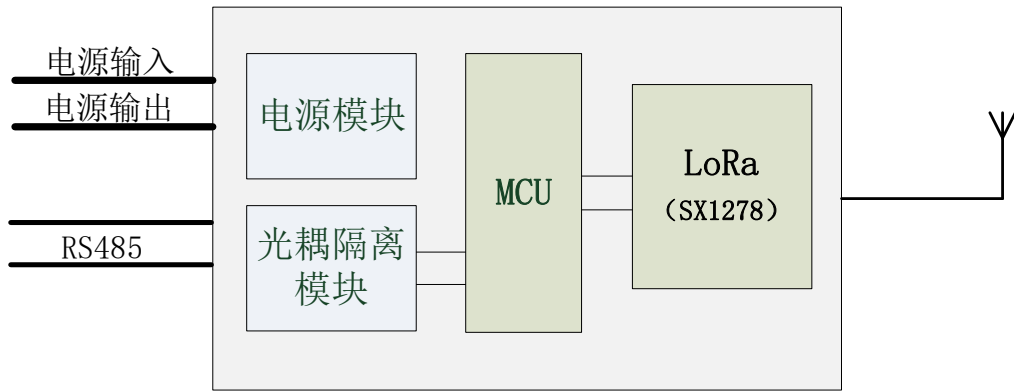 电源输入
电源输出
RS485
电源模块
光耦隔离
模块
MCU
LoRa
（SX1278）